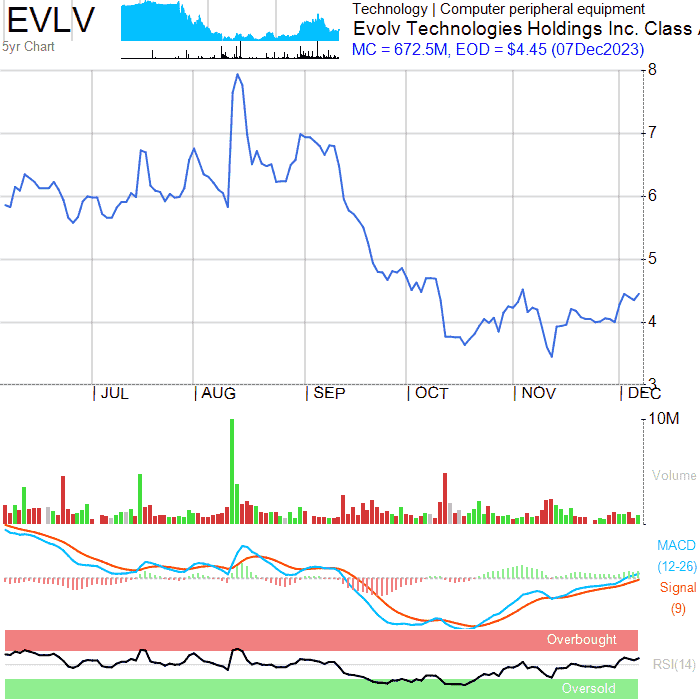 EVLV
5yr Chart
Technology | Computer peripheral equipment
Evolv Technologies Holdings Inc. Class
MC = 672.5M, EOD = $4.45 (07Dec2023)
8
7
6
5
4
3
JUL
AUG
SEP
OCT
NOV
DEC
10M
Volume
MACD
(12-26)
Signal
(9)
Overbought
RSI(14)
Oversold